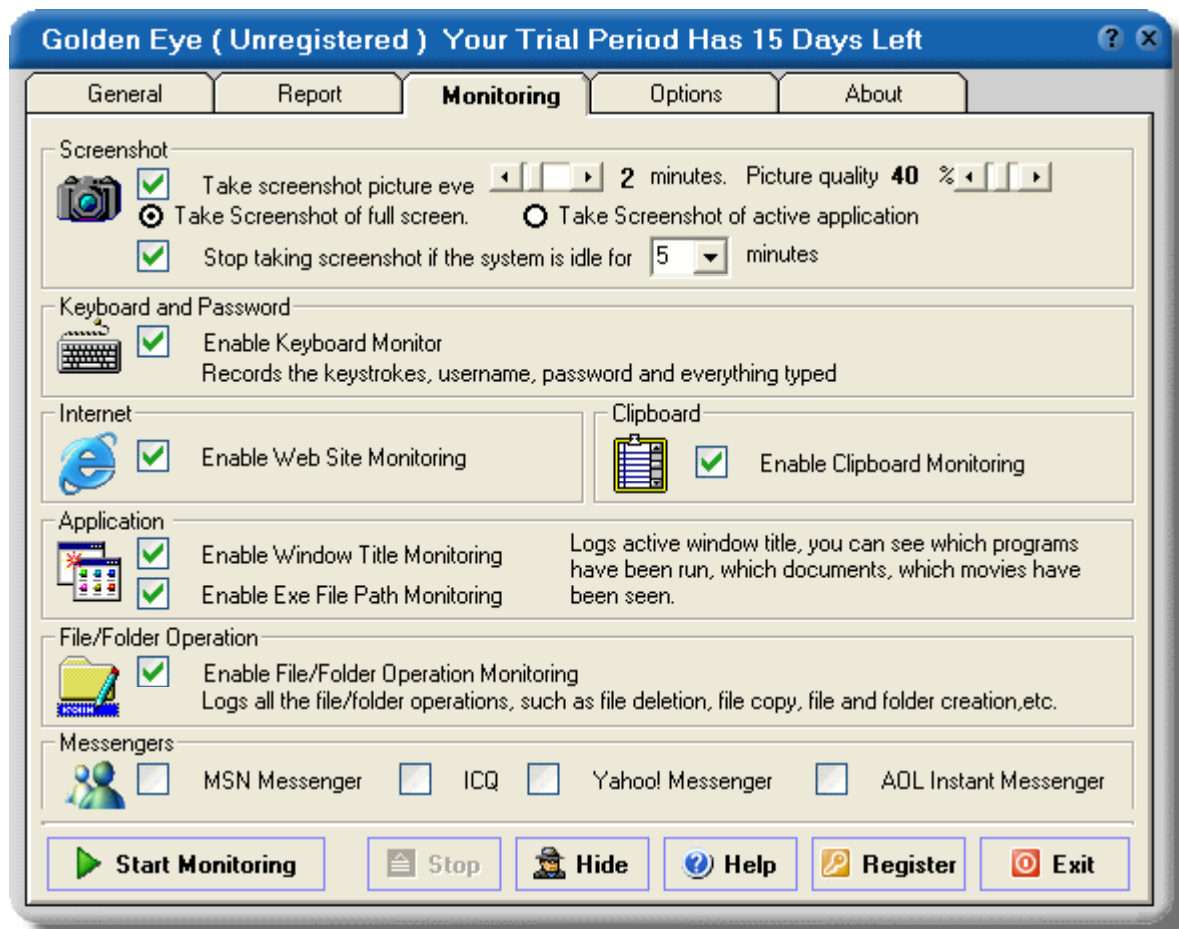 Golden Eye ( Unregistered )  Your Trial Period Has 15 Days Left
General Report Monitoring Options About
Screenshot
Take screenshot picture eve 2 minutes. Picture quality 40 %
Take Screenshot of full screen. Take Screenshot of active application
Stop taking screenshot if the system is idle for 5 minutes
Keyboard and Password
Enable Keyboard Monitor
Records the keystrokes, username, password and everything typed
Internet
Enable Web Site Monitoring
Clipboard
Enable Clipboard Monitoring
Application
Enable Window Title Monitoring
Enable Exe File Path Monitoring
Logs active window title, you can see which programs
have been run, which documents, which movies have
been seen.
File/Folder Operation
Enable File/Folder Operation Monitoring
Logs all the file/folder operations, such as file deletion, file copy, file and folder creation,etc.
Messengers
MSN Messenger ICQ Yahoo! Messenger AOL Instant Messenger
Start Monitoring Stop Hide Help Register Exit